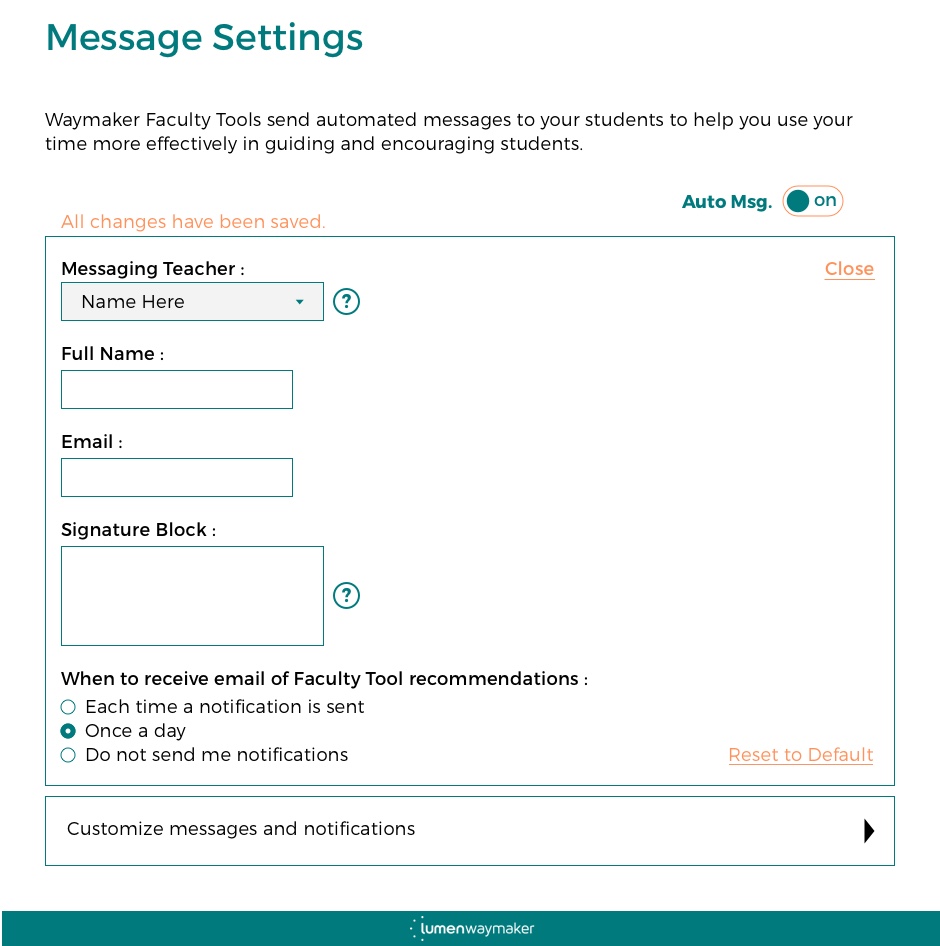 Message Settings
Waymaker Faculty Tools send automated messages to your students to help you use your
time more effectively in guiding and encouraging students.
Auto Msg. on
All changes have been saved.
Messaging Teacher :
Close
Name Here
?
Full Name :
Email :
Signature Block :
?
When to receive email of Faculty Tool recommendations :
Each time a notification is sent
Once a day
Do not send me notifications
Reset to Default
Customize messages and notifications
lumenwaymaker